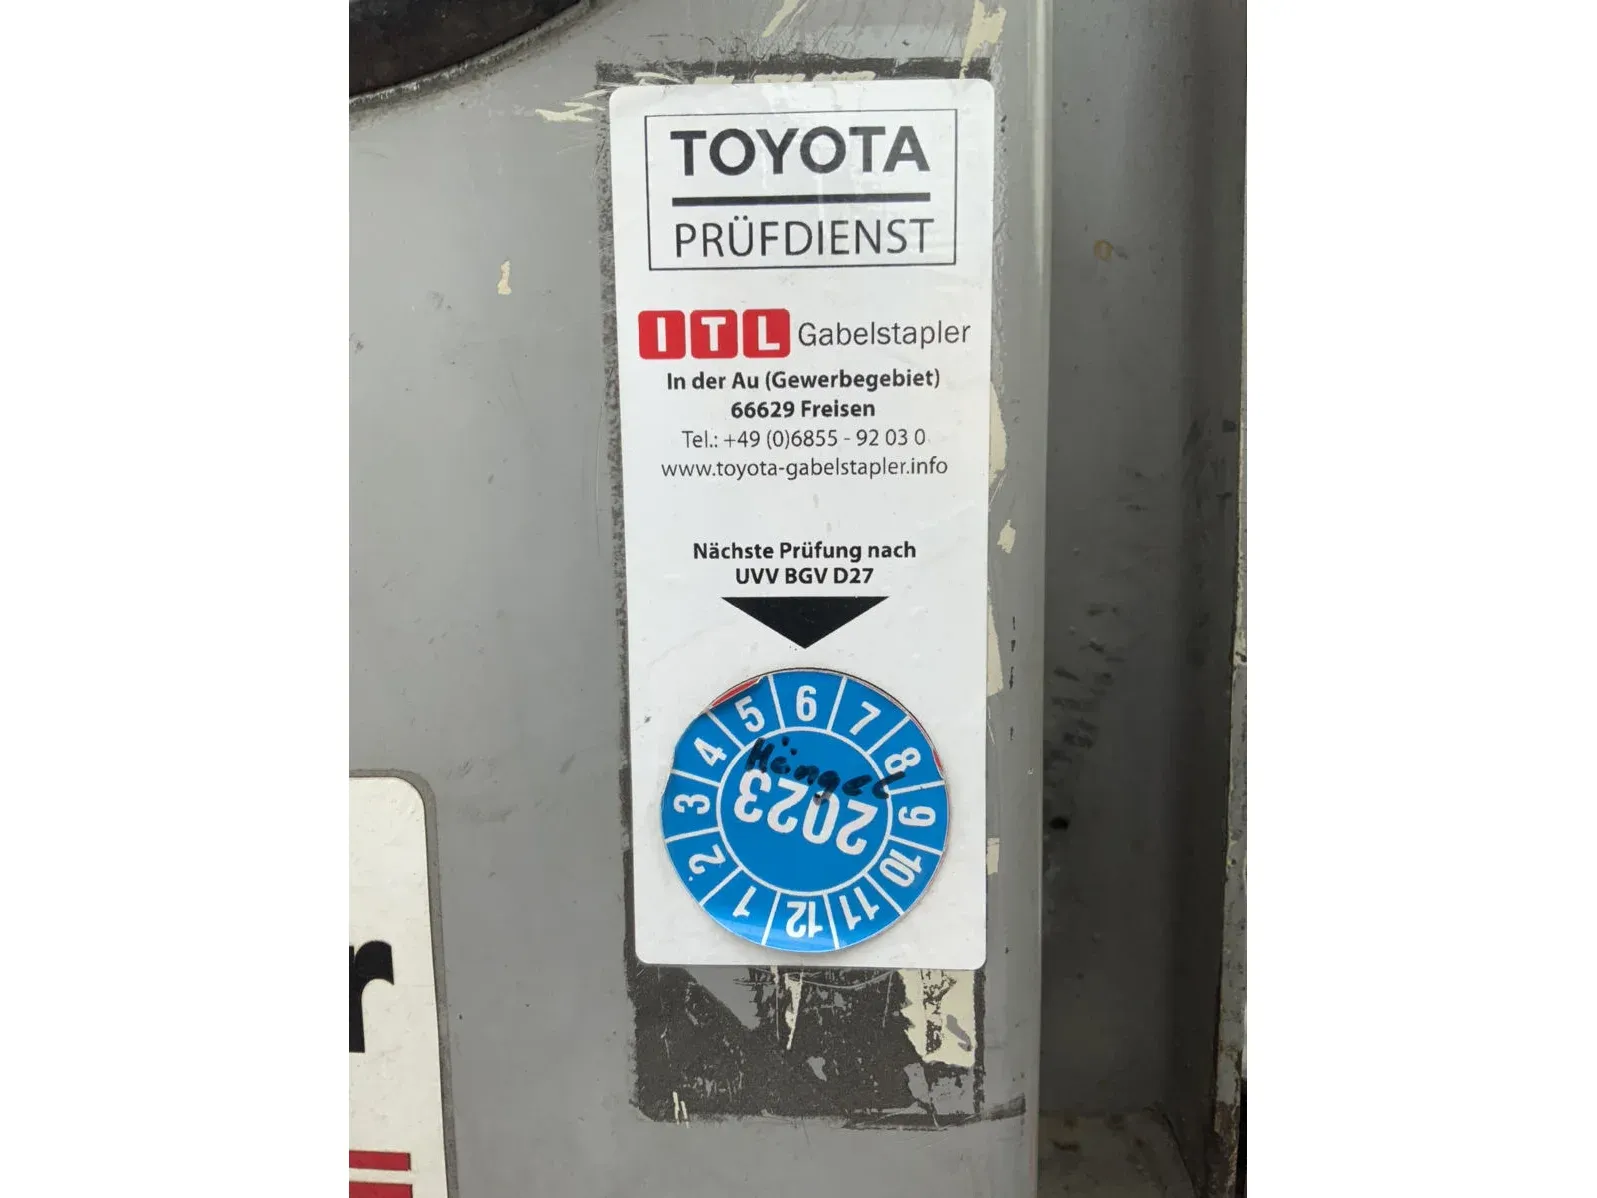 TOYOTA
PRÜFDIENST
ITL Gabelstapler
In der Au (Gewerbegebiet)
66629 Freisen
Tel.: +49 (0)6855 - 92 03 0
www.toyota-gabelstapler.info
Nächste Prüfung nach
UVV BGV D27
1 2 3 4 5 6 7 8 9 10 11 12
2023
r